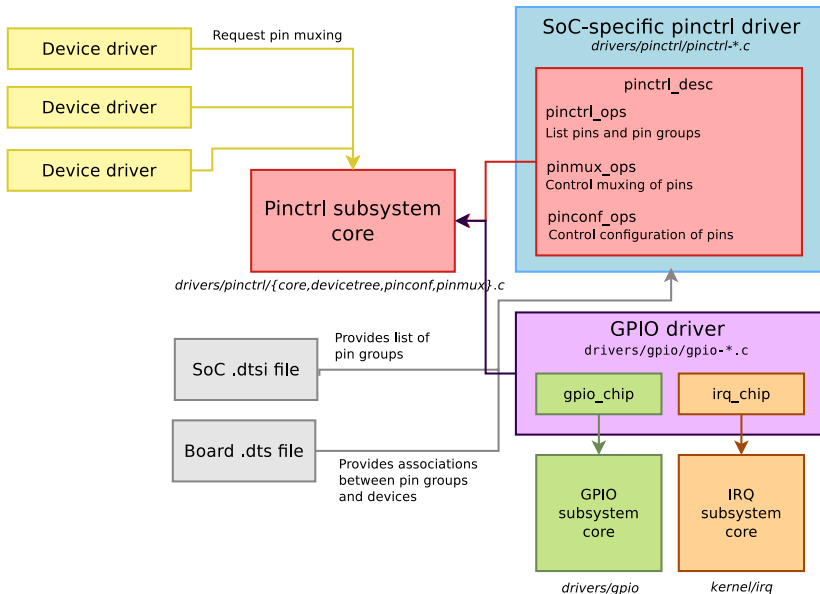 Device driver
Request pin muxing
Device driver
Device driver
SoC-specific pinctrl driver
drivers/pinctrl/pinctrl-*.c
pinctrl_desc
pinctrl_ops
List pins and pin groups
pinmux_ops
Control muxing of pins
pinconf_ops
Control configuration of pins
Pinctrl subsystem
core
drivers/pinctrl/{core,devicetree,pinconf,pinmux}.c
Provides list of
pin groups
SoC .dtsi file
Board .dts file
Provides associations
between pin groups
and devices
GPIO driver
drivers/gpio/gpio-*.c
gpio_chip
irq_chip
GPIO
subsystem
core
IRQ
subsystem
core
drivers/gpio
kernel/irq